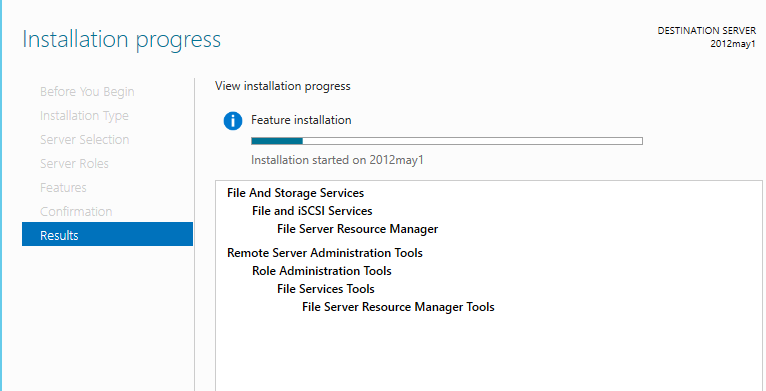 Installation progress
DESTINATION SERVER
2012may1
Before You Begin
Installation Type
Server Selection
Server Roles
Features
Confirmation
Results
View installation progress
Feature installation
Installation started on 2012may1
File And Storage Services
File and iSCSI Services
File Server Resource Manager
Remote Server Administration Tools
Role Administration Tools
File Services Tools
File Server Resource Manager Tools